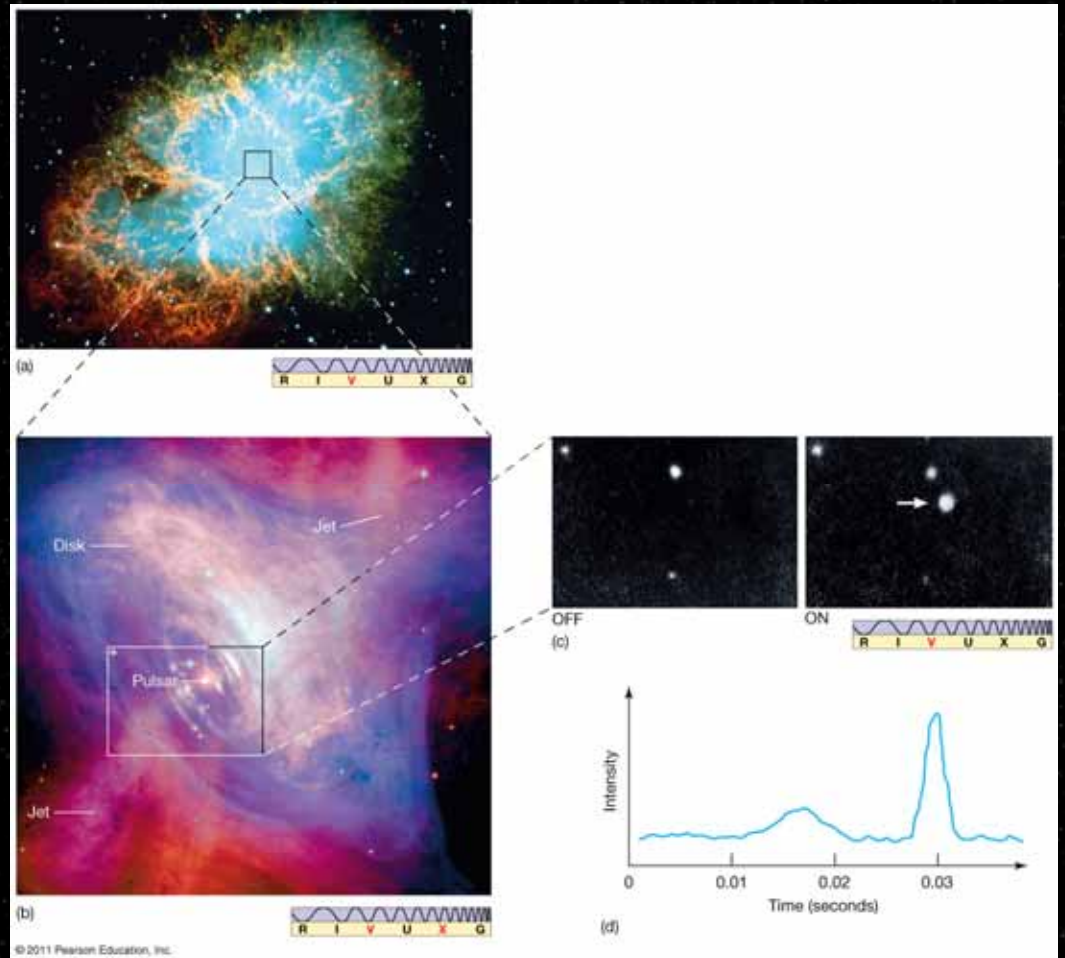 (a)
R I V U X G
Disk
Jet
Pulsar
Jet
(b)
R I V U X G
OFF
ON
(c)
R I V U X G
Intensity
0 0.01 0.02 0.03
Time (seconds)
(d)
© 2011 Pearson Education, Inc.